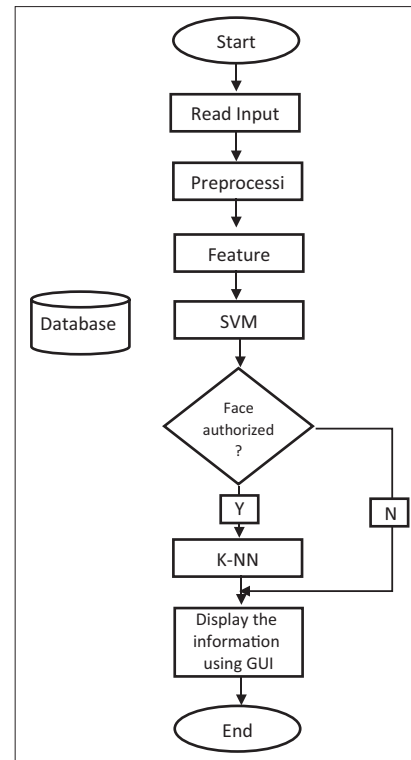 Start
Read Input
Preprocessi
Feature
Database
SVM
Face
authorized
?
Y
N
K-NN
Display the
information
using GUI
End